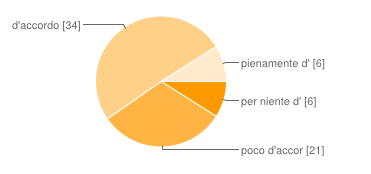 d'accordo [34]
pienamente d' [6]
per niente d' [6]
poco d'accor [21]